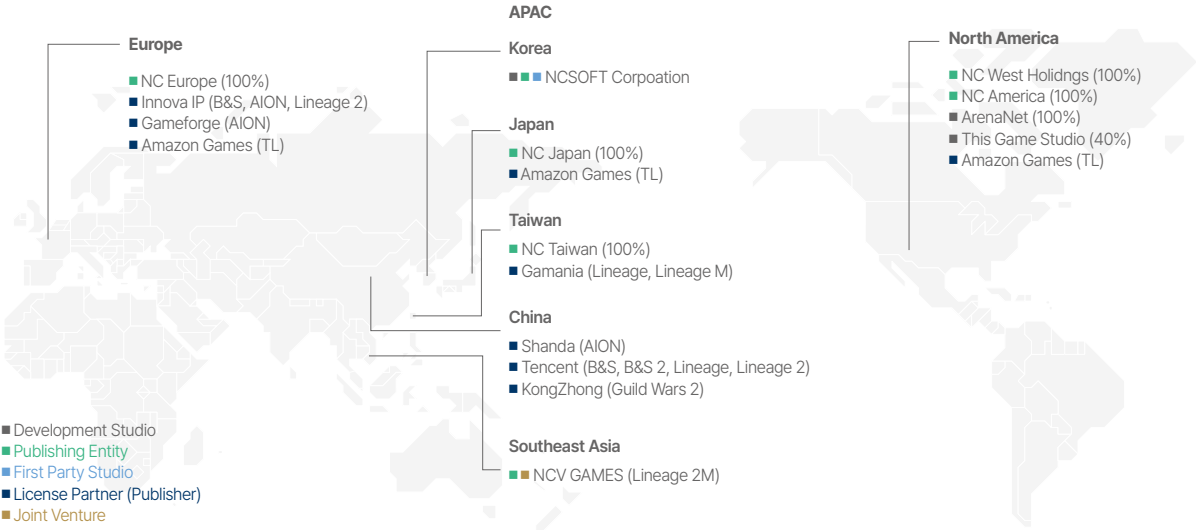 Europe
NC Europe (100%)
Innova IP (B&S, AION, Lineage 2)
Gameforge (AION)
Amazon Games (TL)
APAC
Korea
NCSOFT Corpoation
Japan
NC Japan (100%)
Amazon Games (TL)
Taiwan
NC Taiwan (100%)
Gamania (Lineage, Lineage M)
China
Shanda (AION)
Tencent (B&S, B&S 2, Lineage, Lineage 2)
KongZhong (Guild Wars 2)
Southeast Asia
NCV GAMES (Lineage 2M)
North America
NC West Holidngs (100%)
NC America (100%)
ArenaNet (100%)
This Game Studio (40%)
Amazon Games (TL)
Development Studio
Publishing Entity
First Party Studio
License Partner (Publisher)
Joint Venture